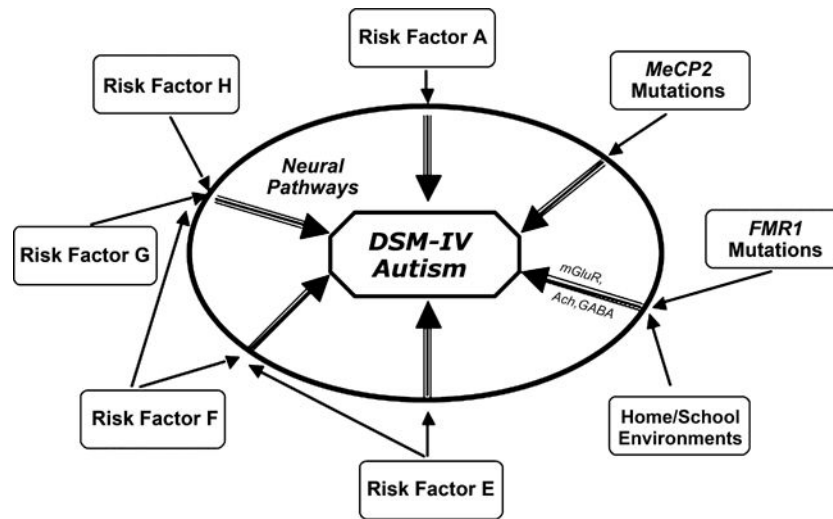 Risk Factor A
Risk Factor H
MeCP2
Mutations
Neural
Pathways
Risk Factor G
DSM-IV
Autism
FMR1
Mutations
mGluR,
Ach,GABA
Risk Factor F
Home/School
Environments
Risk Factor E